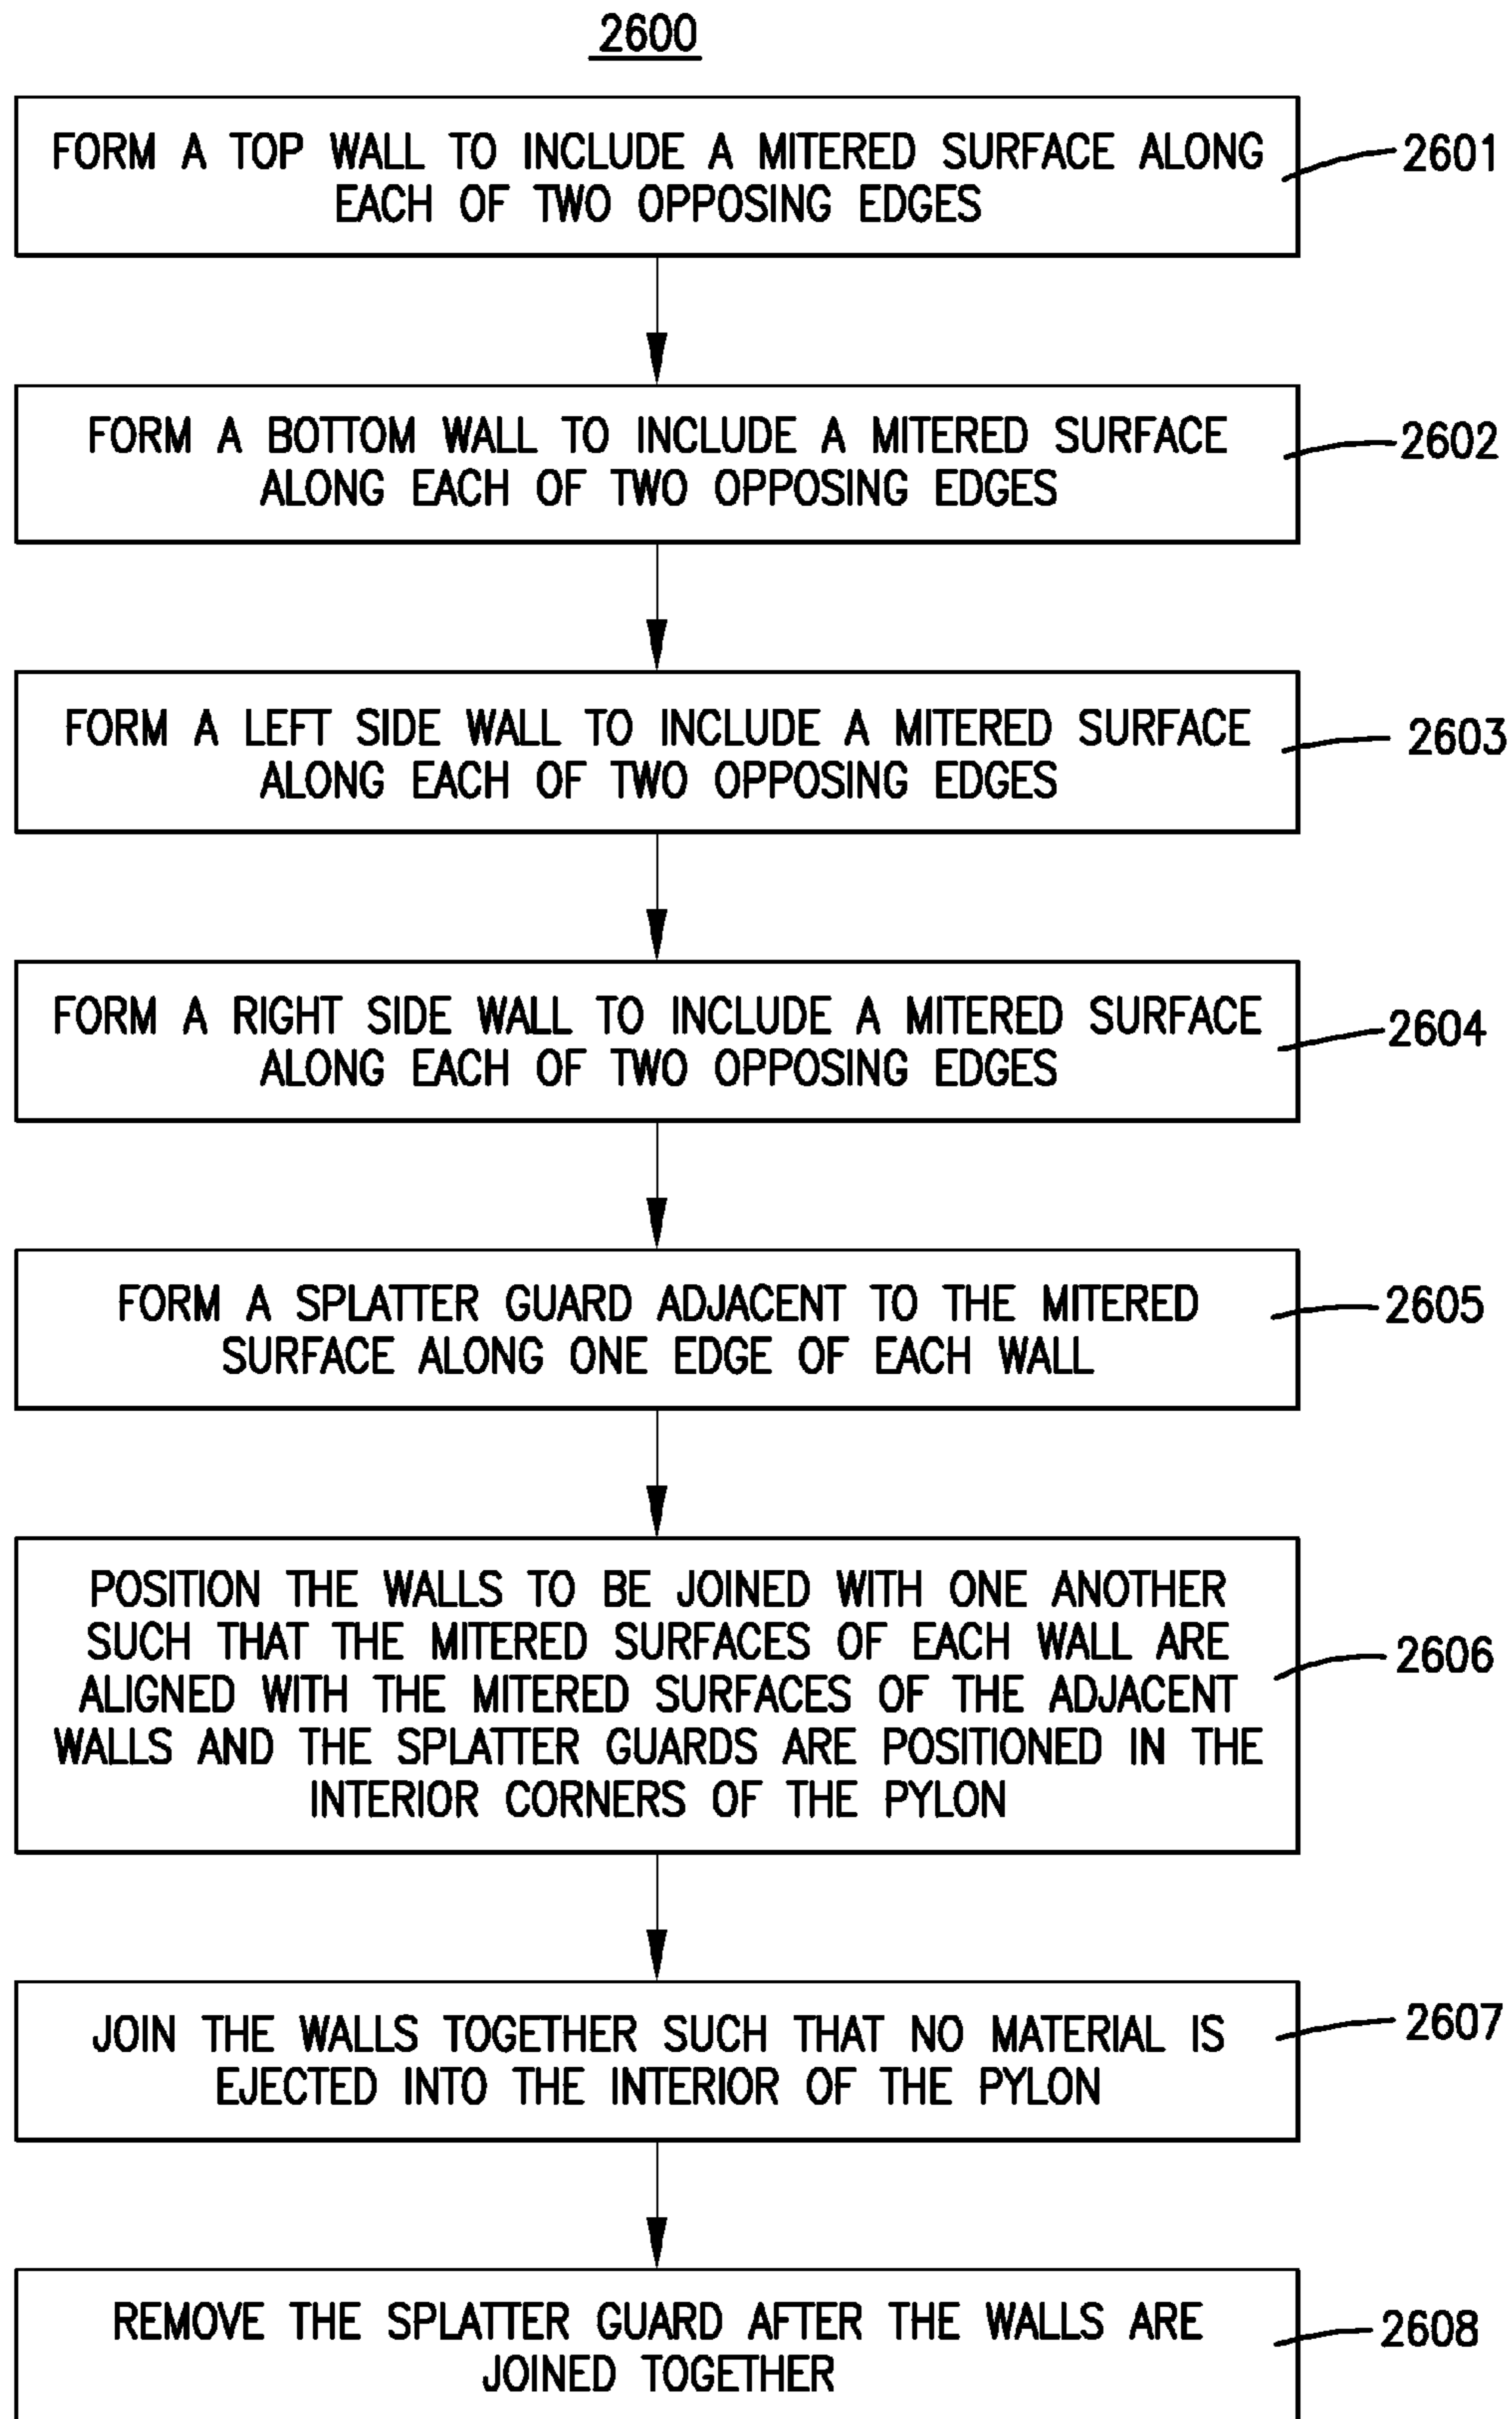 2600
FORM A TOP WALL TO INCLUDE A MITERED SURFACE ALONG
EACH OF TWO OPPOSING EDGES
2601
FORM A BOTTOM WALL TO INCLUDE A MITERED SURFACE
ALONG EACH OF TWO OPPOSING EDGES
2602
FORM A LEFT SIDE WALL TO INCLUDE A MITERED SURFACE
ALONG EACH OF TWO OPPOSING EDGES
2603
FORM A RIGHT SIDE WALL TO INCLUDE A MITERED SURFACE
ALONG EACH OF TWO OPPOSING EDGES
2604
FORM A SPLATTER GUARD ADJACENT TO THE MITERED
SURFACE ALONG ONE EDGE OF EACH WALL
2605
POSITION THE WALLS TO BE JOINED WITH ONE ANOTHER
SUCH THAT THE MITERED SURFACES OF EACH WALL ARE
ALIGNED WITH THE MITERED SURFACES OF THE ADJACENT
WALLS AND THE SPLATTER GUARDS ARE POSITIONED IN THE
INTERIOR CORNERS OF THE PYLON
2606
JOIN THE WALLS TOGETHER SUCH THAT NO MATERIAL IS
EJECTED INTO THE INTERIOR OF THE PYLON
2607
REMOVE THE SPLATTER GUARD AFTER THE WALLS ARE
JOINED TOGETHER
2608